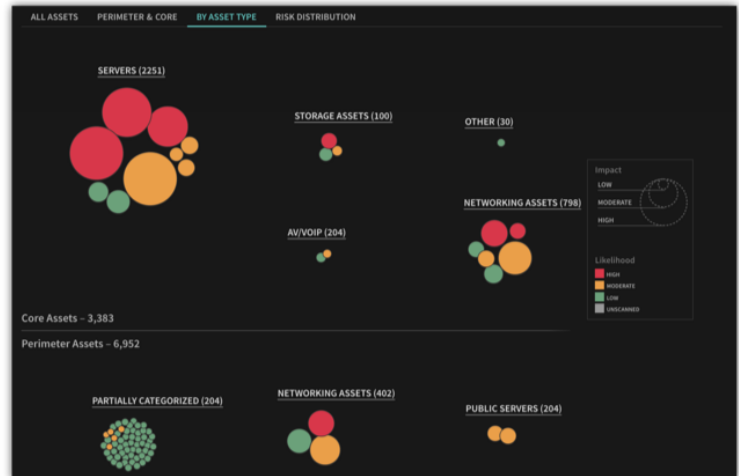 ALL ASSETS PERIMETER & CORE BY ASSET TYPE RISK DISTRIBUTION
SERVERS (2251)
STORAGE ASSETS (100)
OTHER (30)
AV/VOIP (204)
NETWORKING ASSETS (798)
Impact
LOW
MODERATE
HIGH
Likelihood
HIGH
MODERATE
LOW
UNSCANNED
Core Assets – 3,383
Perimeter Assets – 6,952
PARTIALLY CATEGORIZED (204)
NETWORKING ASSETS (402)
PUBLIC SERVERS (204)